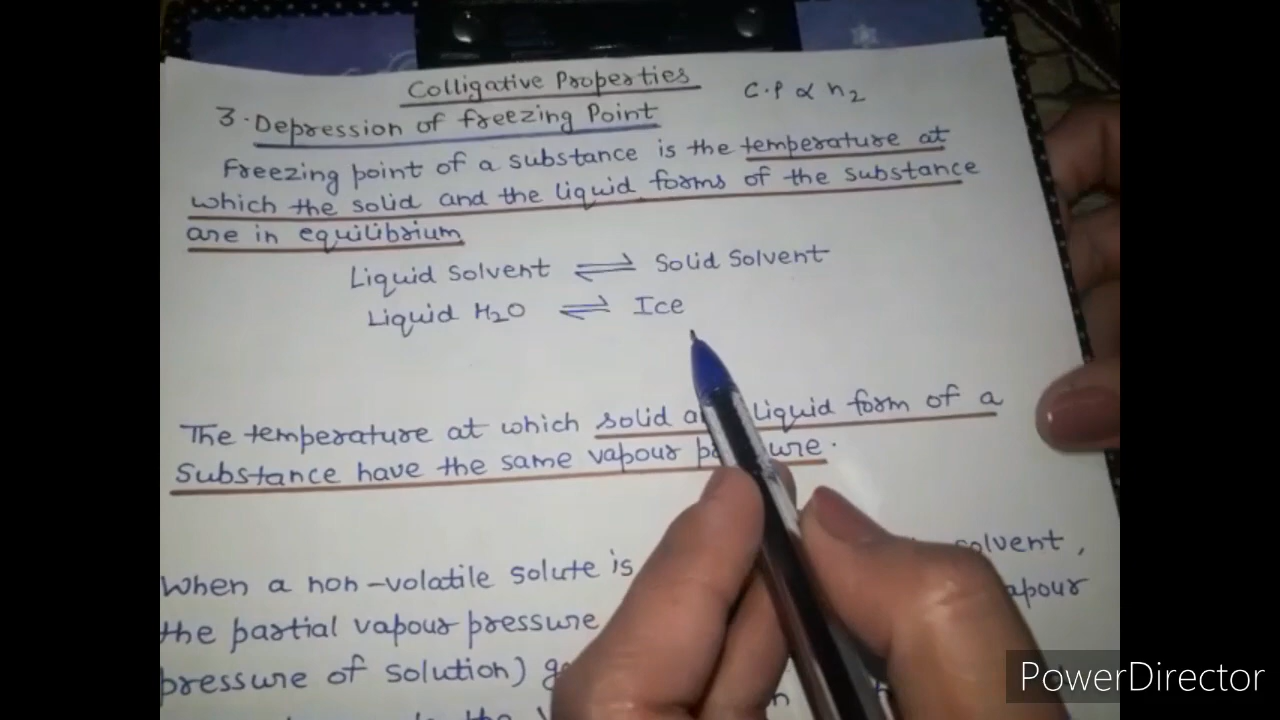 Colligative Properties
C.P ∝ n2
3. Depression of freezing Point
Freezing point of a substance is the temperature at
which the solid and the liquid forms of the substance
are in equilibrium
Liquid Solvent ⇌ Solid Solvent
Liquid H2O ⇌ Ice
The temperature at which solid liquid form of a
Substance have the same vapour
When a non-volatile solute is solvent,
the partial vapour pressure
pressure of solution)
PowerDirector